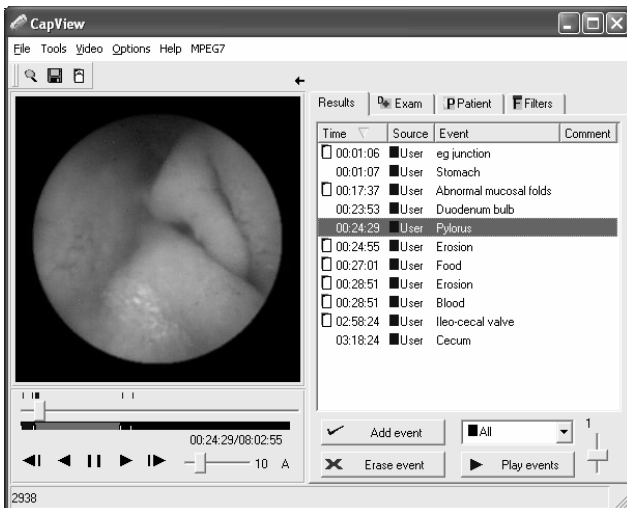 CapView
File Tools Video Options Help MPEG7
Results Exam P Patient F Filters
Time Source Event Comment
00:01:06 User eg junction
00:01:07 User Stomach
00:17:37 User Abnormal mucosal folds
00:23:53 User Duodenum bulb
00:24:29 User Pylorus
00:24:55 User Erosion
00:27:01 User Food
00:28:51 User Erosion
00:28:51 User Blood
02:58:24 User Ileo-cecal valve
03:18:24 User Cecum
00:24:29/08:02:55
10 A
Add event All 1
Erase event Play events
2938